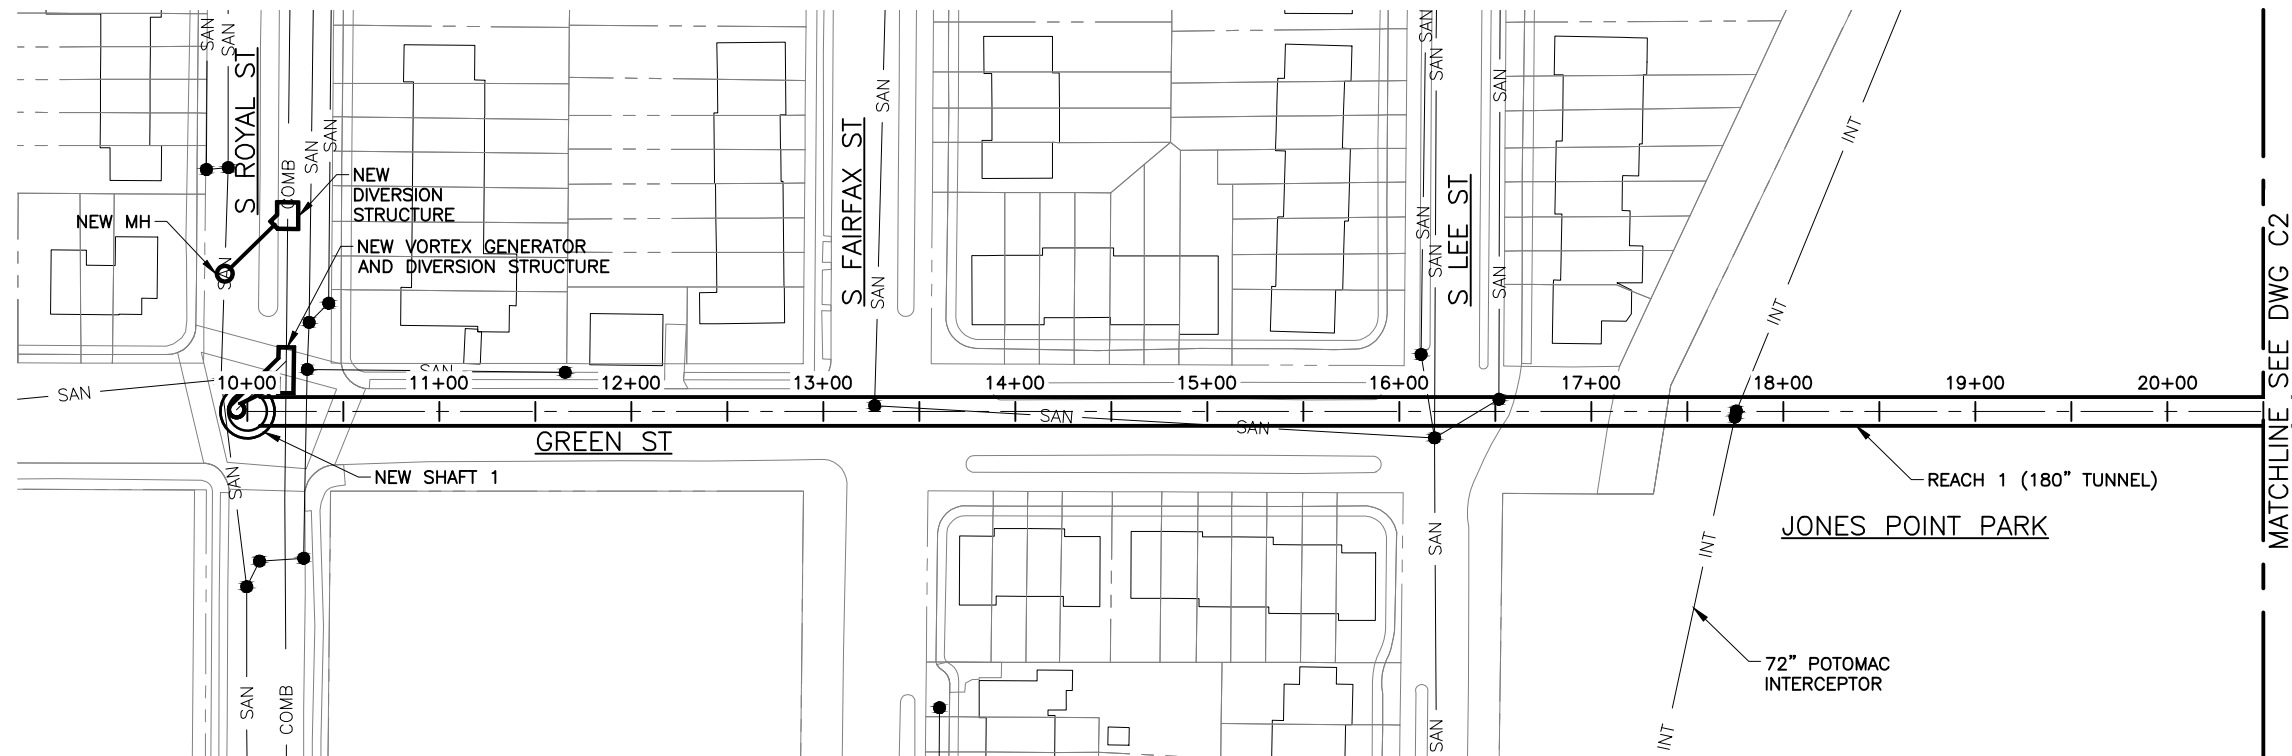 SAN
SAN
S ROYAL ST
COMB
SAN
SAN
NEW
DIVERSION
STRUCTURE
NEW MH
SAN
NEW VORTEX GENERATOR
AND DIVERSION STRUCTURE
S FAIRFAX ST
SAN
SAN
SAN
SAN
SAN
SAN
S LEE ST
SAN
SAN
INT
INT
SAN
SAN
10+00
11+00
12+00
13+00
14+00
15+00
16+00
17+00
18+00
19+00
20+00
SAN
SAN
GREEN ST
NEW SHAFT 1
SAN
REACH 1 (180” TUNNEL)
JONES POINT PARK
MATCHLINE, SEE DWG C2
SAN
INT
72” POTOMAC
INTERCEPTOR
SAN
COMB
SAN
INT